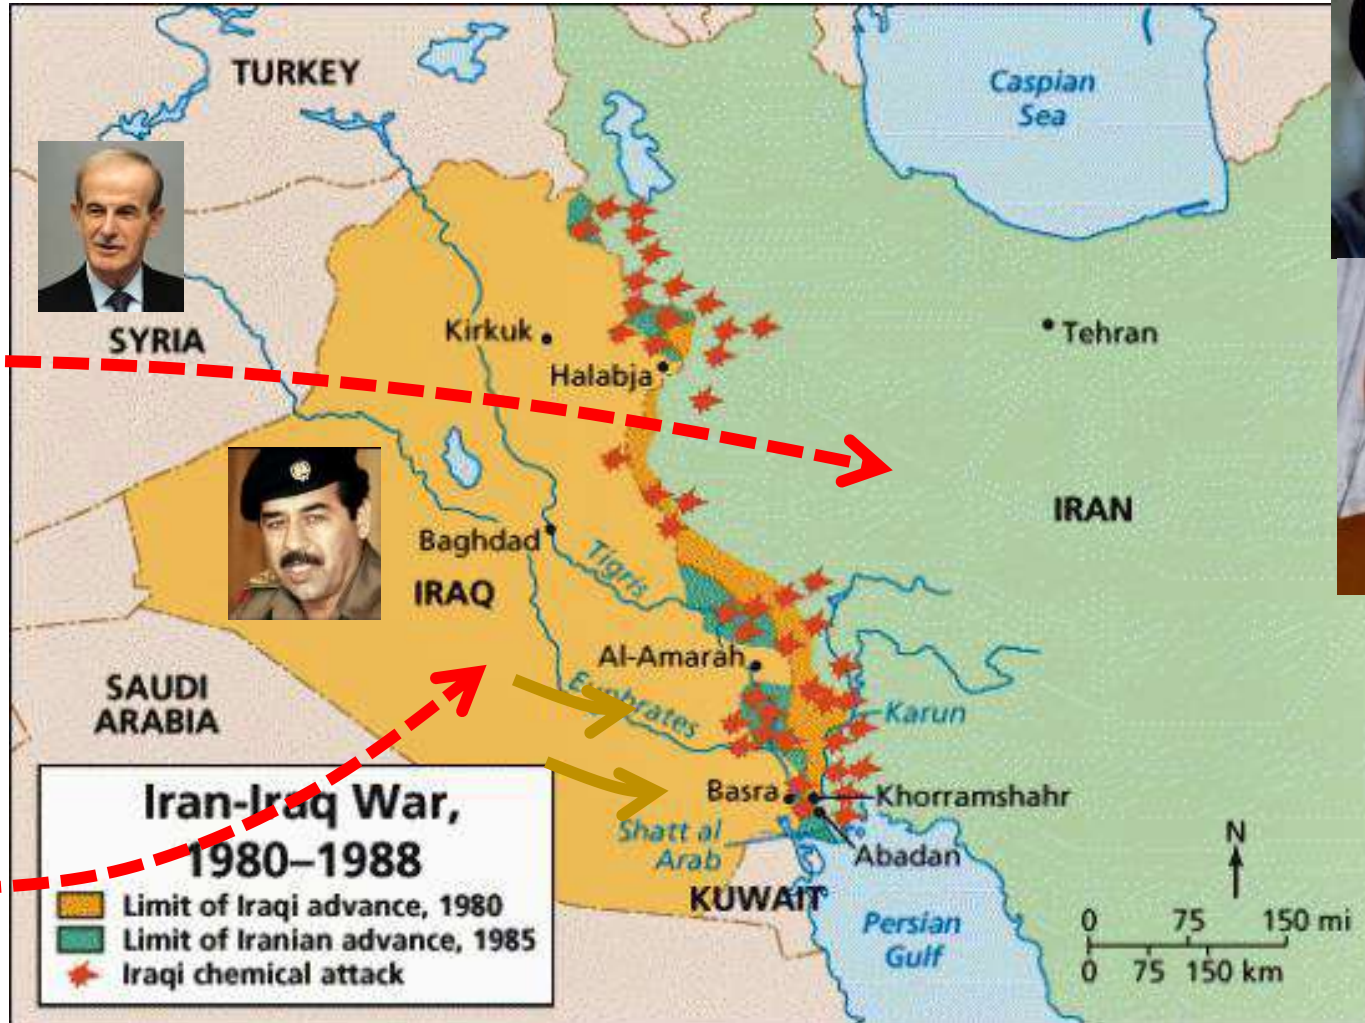 TURKEY
Caspian
Sea
SYRIA
Kirkuk
Tehran
Halabja
IRAN
Baghdad
Tigris
IRAQ
Al-Amarah
SAUDI
ARABIA
Euphrates
Karun
Basra
Khorramshahr
Shatt al
Arab
Abadan
KUWAIT
Persian
Gulf
N
0 75 150 mi
0 75 150 km
Iran-Iraq War,
1980–1988
Limit of Iraqi advance, 1980
Limit of Iranian advance, 1985
Iraqi chemical attack